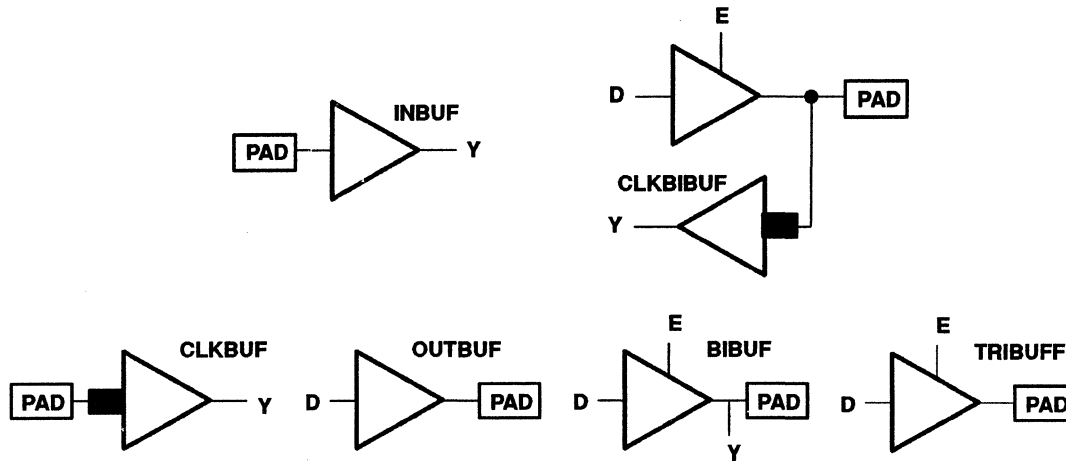 E
D
PAD
INBUF
PAD
Y
CLKBIBUF
Y
CLKBUF
PAD
Y
OUTBUF
D
PAD
E
BIBUF
D
PAD
Y
E
TRIBUFF
D
PAD